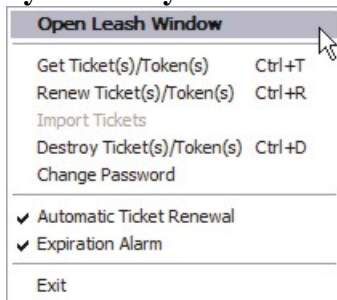 Open Leash Window
Get Ticket(s)/Token(s) Ctrl+T
Renew Ticket(s)/Token(s) Ctrl+R
Import Tickets
Destroy Ticket(s)/Token(s) Ctrl+D
Change Password
✔ Automatic Ticket Renewal
✔ Expiration Alarm
Exit